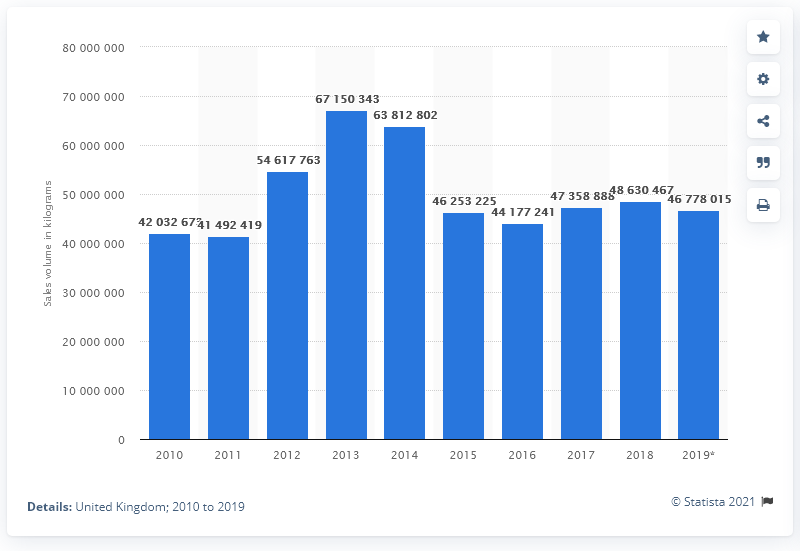 80 000 000
70 000 000
60 000 000
50 000 000
40 000 000
30 000 000
20 000 000
10 000 000
0
Sales volume in kilograms
42 032 673
41 492 419
54 617 763
67 150 343
63 812 802
46 253 225
44 177 241
47 358 888
48 630 467
46 778 015
2010 2011 2012 2013 2014 2015 2016 2017 2018 2019*
Details: United Kingdom; 2010 to 2019
© Statista 2021